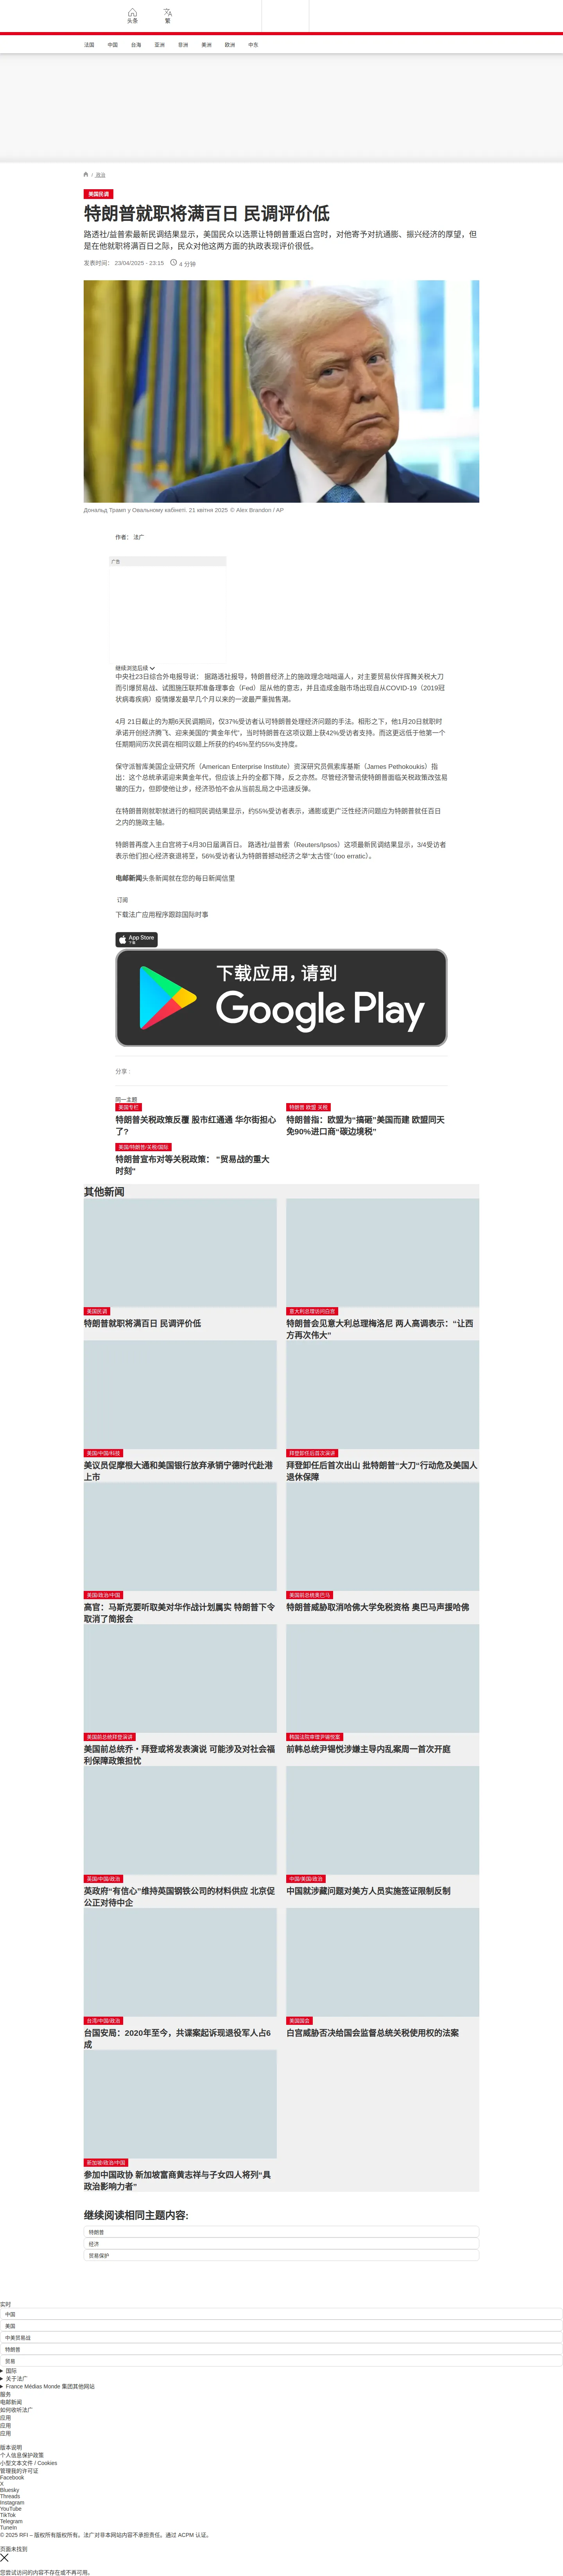 头条
繁
法国 中国 台海 亚洲 非洲 美洲 欧洲 中东
/ 政治
美国民调
特朗普就职将满百日 民调评价低
路透社/益普索最新民调结果显示，美国民众以选票让特朗普重返白宫时，对他寄予对抗通膨、振兴经济的厚望，但
是在他就职将满百日之际，民众对他这两方面的执政表现评价很低。
发表时间： 23/04/2025 - 23:15 4 分钟
Дональд Трамп у Овальному кабінеті. 21 квітня 2025 © Alex Brandon / AP
作者： 法广
广告
继续浏览后续
中央社23日综合外电报导说： 据路透社报导，特朗普经济上的施政理念咄咄逼人，对主要贸易伙伴挥舞关税大刀
而引爆贸易战、试图施压联邦准备理事会（Fed）屈从他的意志，并且造成金融市场出现自从COVID-19（2019冠
状病毒疾病）疫情爆发最早几个月以来的一波最严重抛售潮。
4月 21日截止的为期6天民调期间，仅37%受访者认可特朗普处理经济问题的手法。相形之下，他1月20日就职时
承诺开创经济腾飞、迎来美国的“黄金年代”，当时特朗普在这项议题上获42%受访者支持。而这更远低于他第一个
任期期间历次民调在相同议题上所获的约45%至约55%支持度。
保守派智库美国企业研究所（American Enterprise Institute）资深研究员佩索库基斯（James Pethokoukis）指
出：这个总统承诺迎来黄金年代，但应该上升的全都下降，反之亦然。尽管经济警讯使特朗普面临关税政策改弦易
辙的压力，但即使他让步，经济恐怕不会从当前乱局之中迅速反弹。
在特朗普刚就职就进行的相同民调结果显示，约55%受访者表示，通膨或更广泛性经济问题应为特朗普就任百日
之内的施政主轴。
特朗普再度入主白宫将于4月30日届满百日。 路透社/益普索（Reuters/Ipsos）这项最新民调结果显示，3/4受访者
表示他们担心经济衰退将至，56%受访者认为特朗普撼动经济之举“太古怪”（too erratic）。
电邮新闻头条新闻就在您的每日新闻信里
订阅
下载法广应用程序跟踪国际时事
App Store
下载
下载应用，请到
Google Play
分享 :
同一主题
美国专栏
特朗普关税政策反覆 股市红通通 华尔街担心
了?
特朗普 欧盟 关税
特朗普指：欧盟为“搞砸”美国而建 欧盟同天
免90%进口商“碳边境税”
美国/特朗普/关税/国际
特朗普宣布对等关税政策： “贸易战的重大
时刻”
其他新闻
美国民调
特朗普就职将满百日 民调评价低
意大利总理访问白宫
特朗普会见意大利总理梅洛尼 两人高调表示：“让西
方再次伟大”
美国/中国/科技
美议员促摩根大通和美国银行放弃承销宁德时代赴港
上市
拜登卸任后首次演讲
拜登卸任后首次出山 批特朗普“大刀”行动危及美国人
退休保障
美国/政治/中国
高官：马斯克要听取美对华作战计划属实 特朗普下令
取消了简报会
美国前总统奥巴马
特朗普威胁取消哈佛大学免税资格 奥巴马声援哈佛
美国前总统拜登演讲
美国前总统乔・拜登或将发表演说 可能涉及对社会福
利保障政策担忧
韩国法院审理尹锡悦案
前韩总统尹锡悦涉嫌主导内乱案周一首次开庭
英国/中国/政治
英政府“有信心”维持英国钢铁公司的材料供应 北京促
公正对待中企
中国/美国/政治
中国就涉藏问题对美方人员实施签证限制反制
台湾/中国/政治
台国安局：2020年至今，共谍案起诉现退役军人占6
成
美国国会
白宫威胁否决给国会监督总统关税使用权的法案
新加坡/政治/中国
参加中国政协 新加坡富商黄志祥与子女四人将列“具
政治影响力者”
继续阅读相同主题内容:
特朗普
经济
贸易保护
实时
中国
美国
中美贸易战
特朗普
贸易
国际
关于法广
France Médias Monde 集团其他网站
服务
电邮新闻
如何收听法广
应用
应用
应用
版本说明
个人信息保护政策
小型文本文件 / Cookies
管理我的许可证
Facebook
X
Bluesky
Threads
Instagram
YouTube
TikTok
Telegram
TuneIn
© 2025 RFI – 版权所有版权所有。法广对非本网站内容不承担责任。通过 ACPM 认证。
页面未找到
您尝试访问的内容不存在或不再可用。